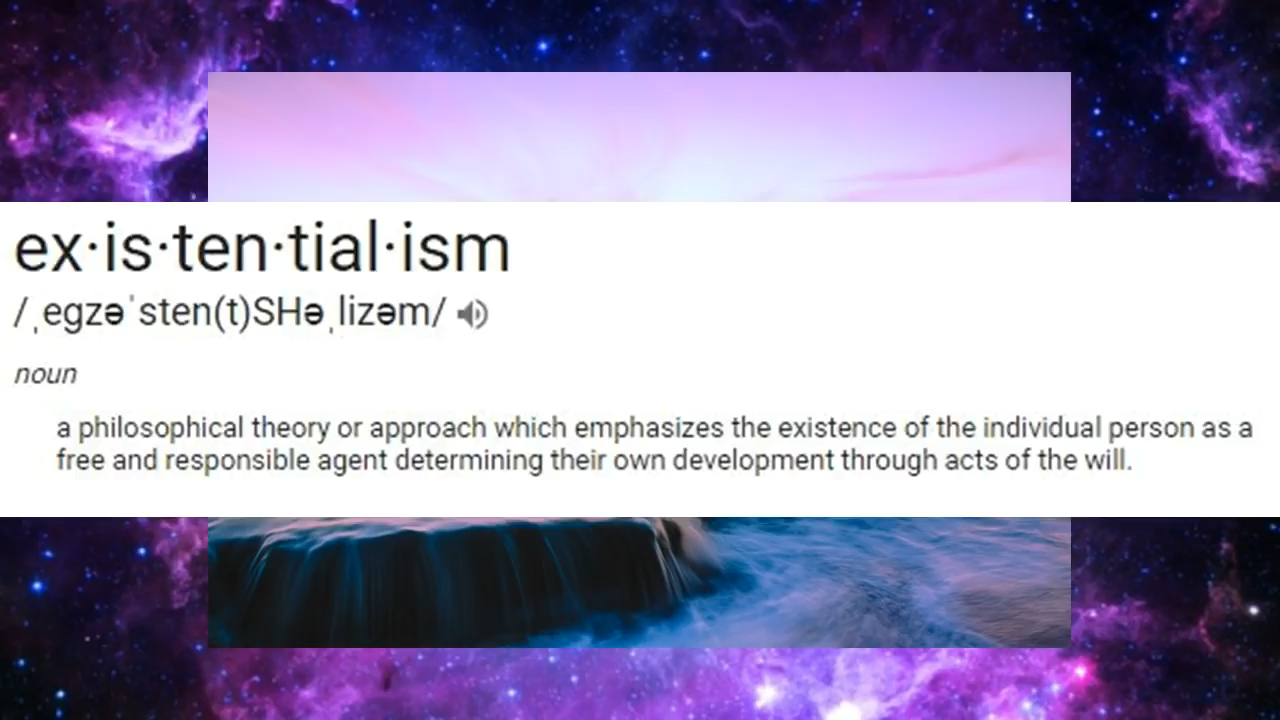 ex·is·ten·tial·ism
/ˌegzəˈsten(t)SHəˌlizəm/
noun
a philosophical theory or approach which emphasizes the existence of the individual person as a
free and responsible agent determining their own development through acts of the will.